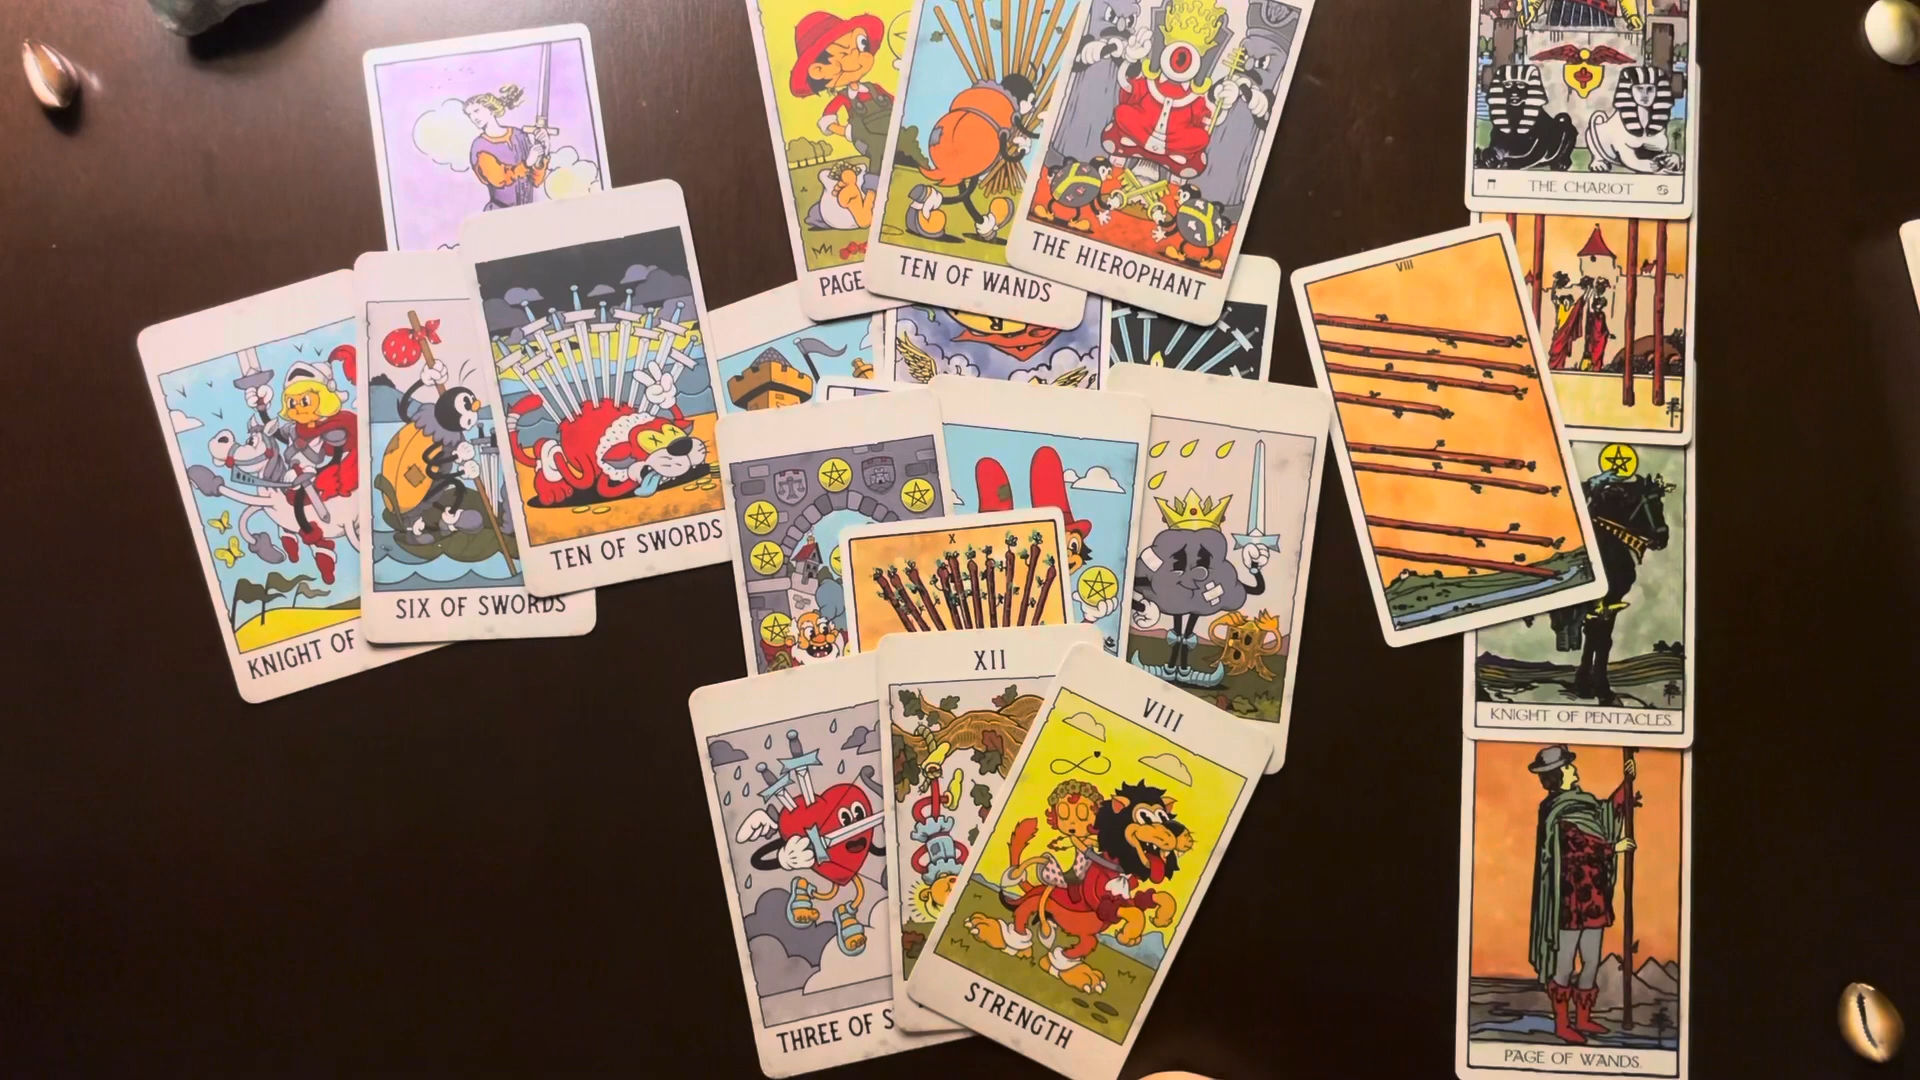 THE CHARIOT
PAGE
TEN OF WANDS
THE HIEROPHANT
VIII
TEN OF SWORDS
SIX OF SWORDS
KNIGHT OF
X
XII
VIII
KNIGHT OF PENTACLES.
THREE OF S
STRENGTH
PAGE OF WANDS.